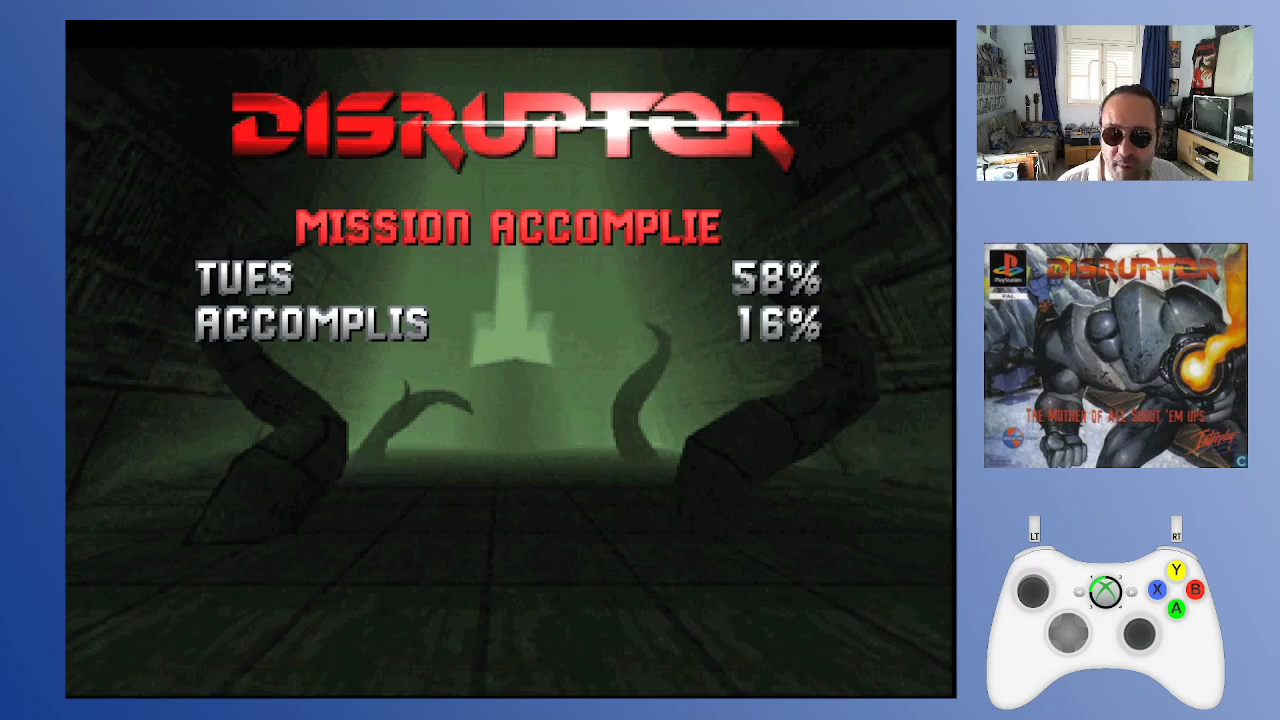 DISRUPTOR
MISSION ACCOMPLIE
TUES 58%
ACCOMPLIS 16%
PlayStation
PAL
DISRUPTOR
THE MOTHER OF ALL SHOOT 'EM UPS
Interplay
C
LT
RT
Y
X
B
A